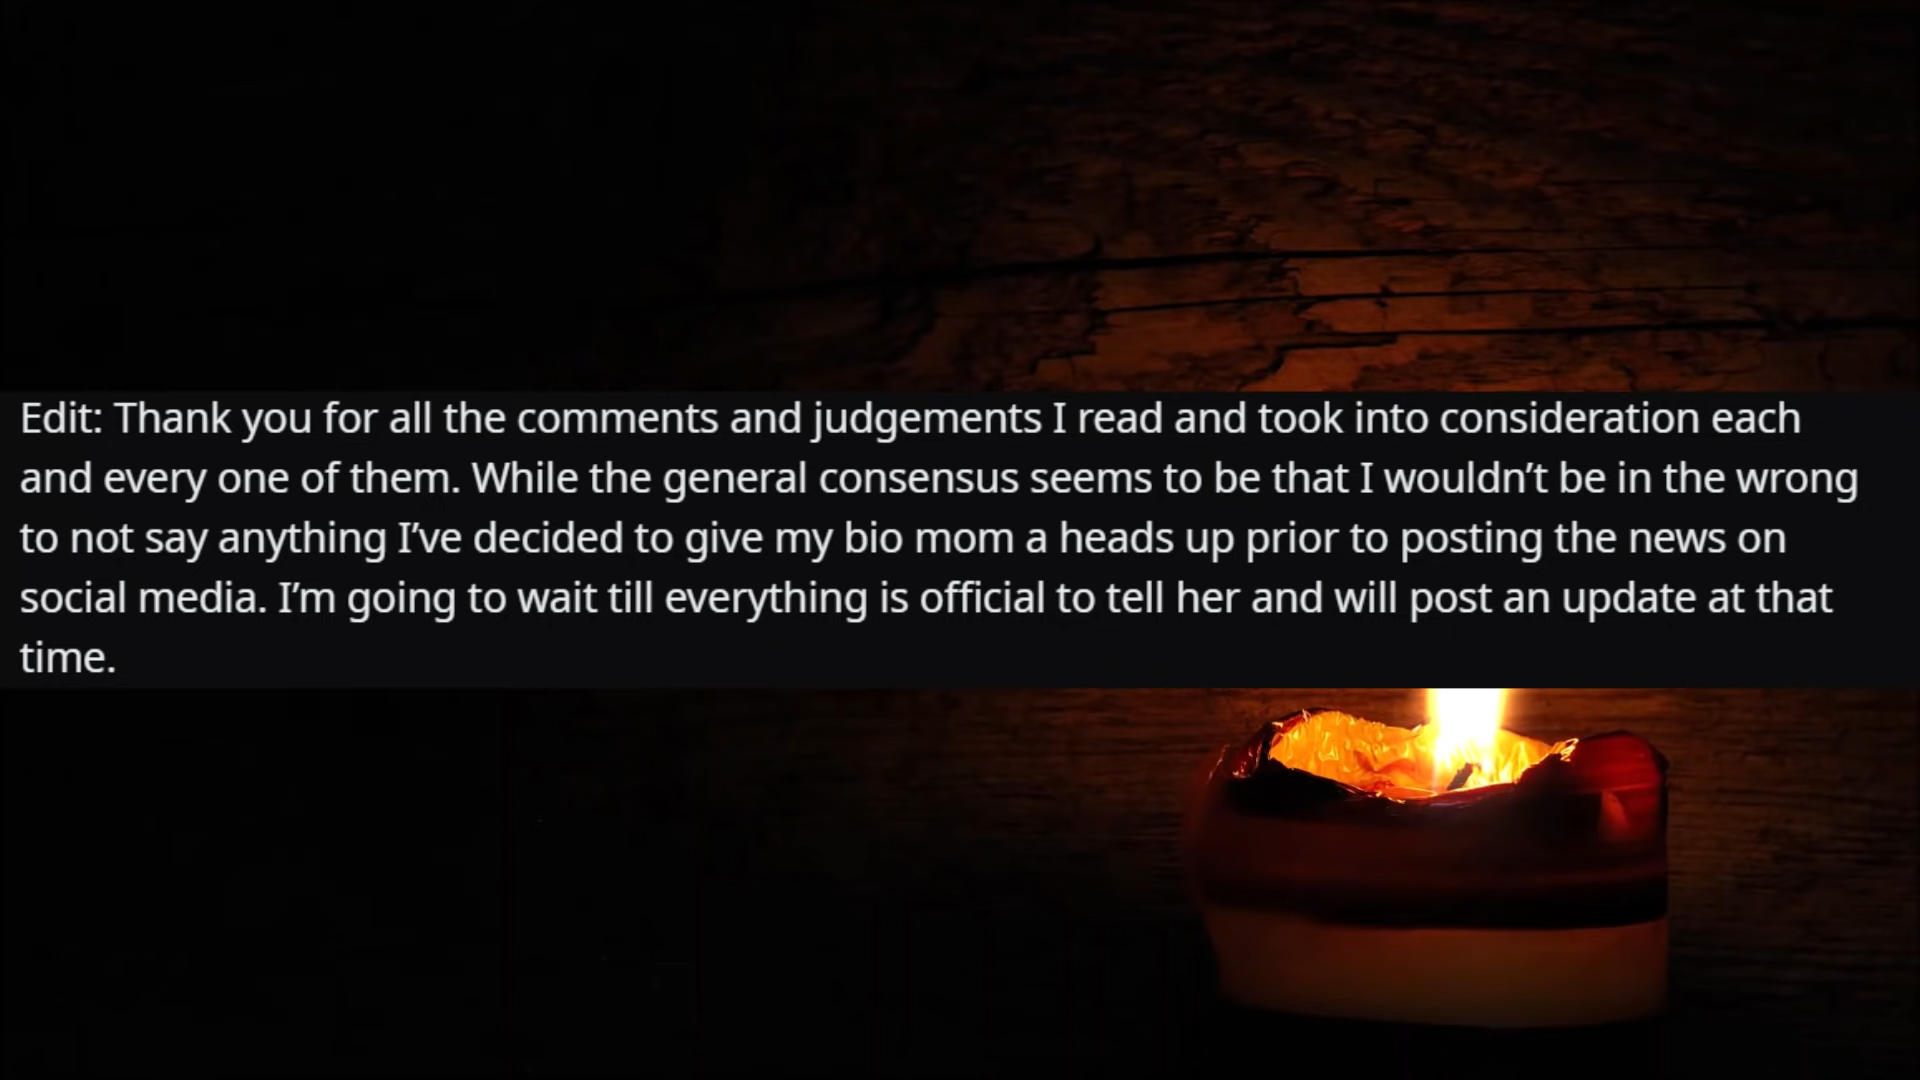 Edit: Thank you for all the comments and judgements I read and took into consideration each
and every one of them. While the general consensus seems to be that I wouldn’t be in the wrong
to not say anything I’ve decided to give my bio mom a heads up prior to posting the news on
social media. I’m going to wait till everything is official to tell her and will post an update at that
time.